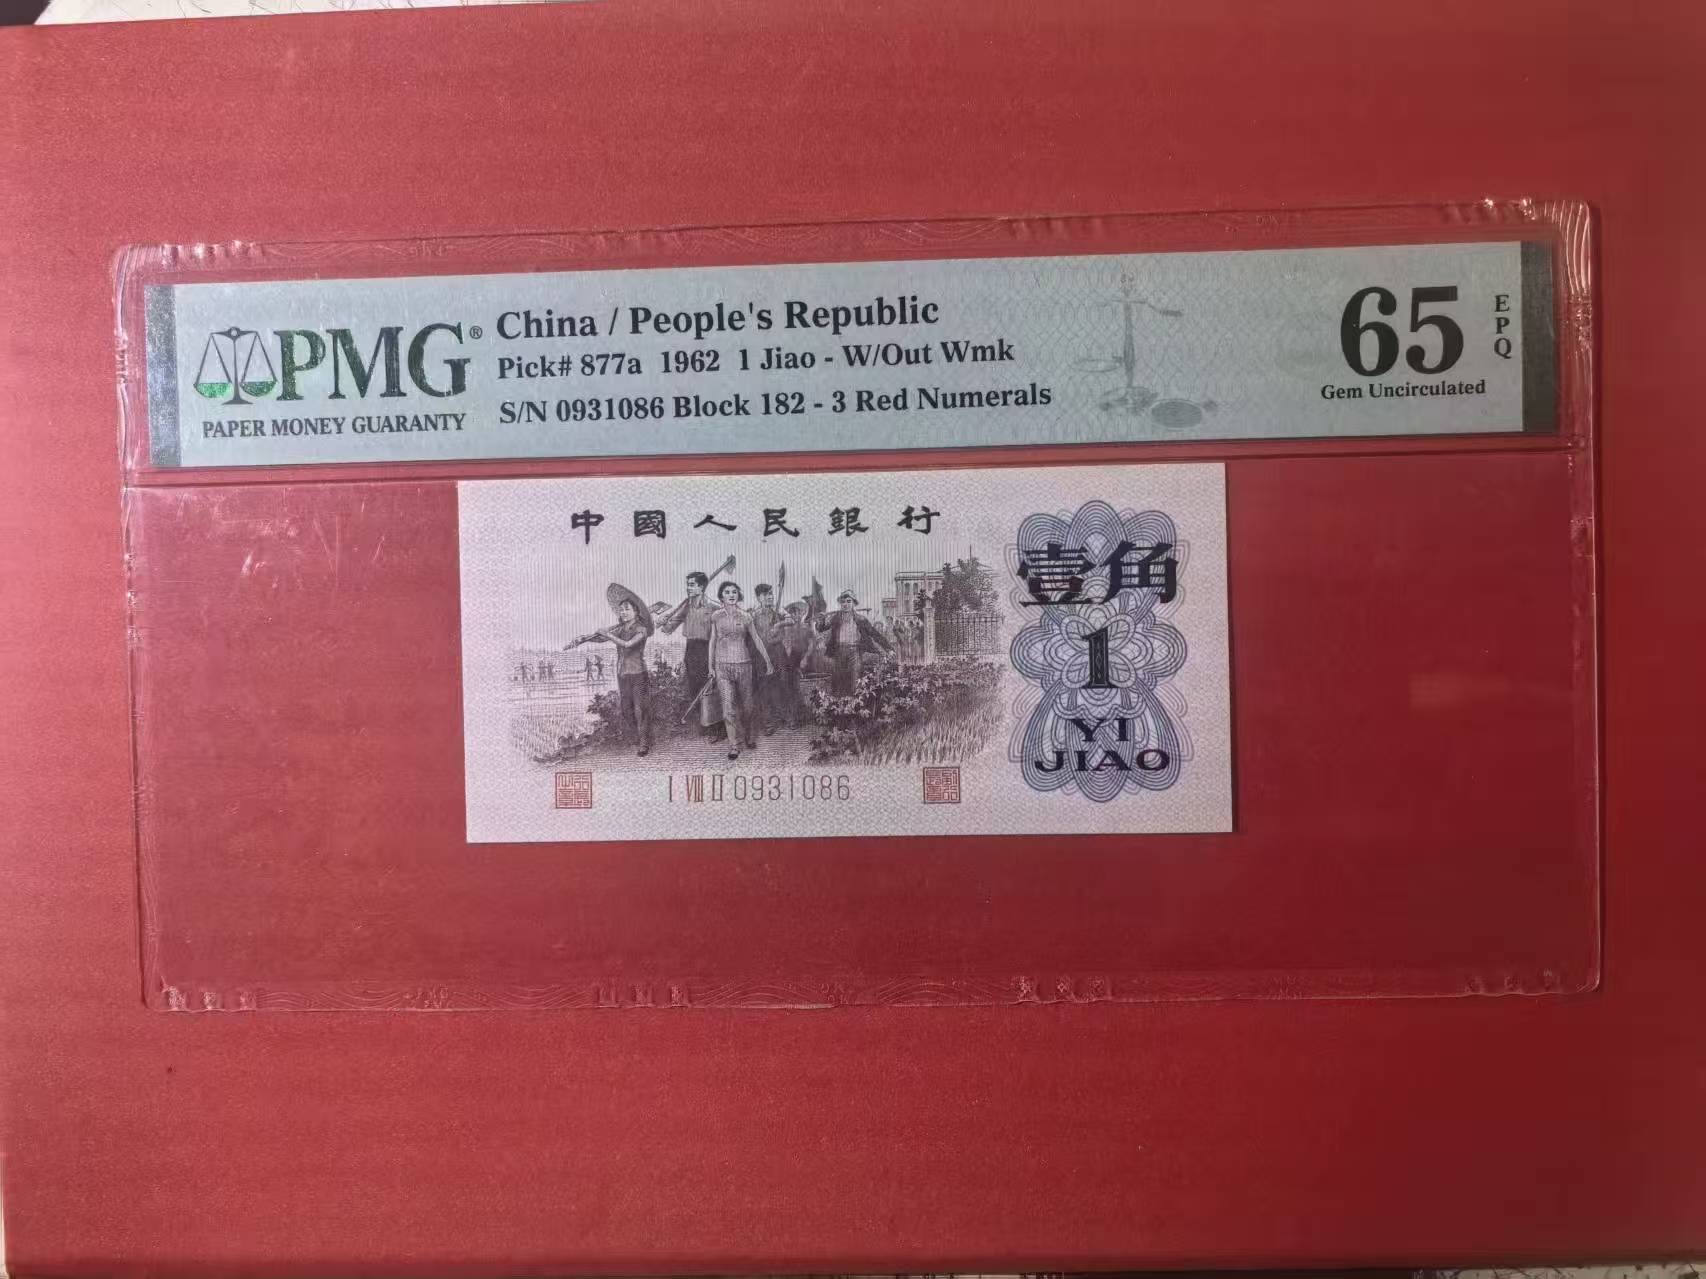 PMG®
PAPER MONEY GUARANTY
China / People's Republic
Pick# 877a 1962 1 Jiao - W/Out Wmk
S/N 0931086 Block 182 - 3 Red Numerals
65
EPQ
Gem Uncirculated
中國人民銀行
壹角
1
YI
JIAO
I VIII II 0931086